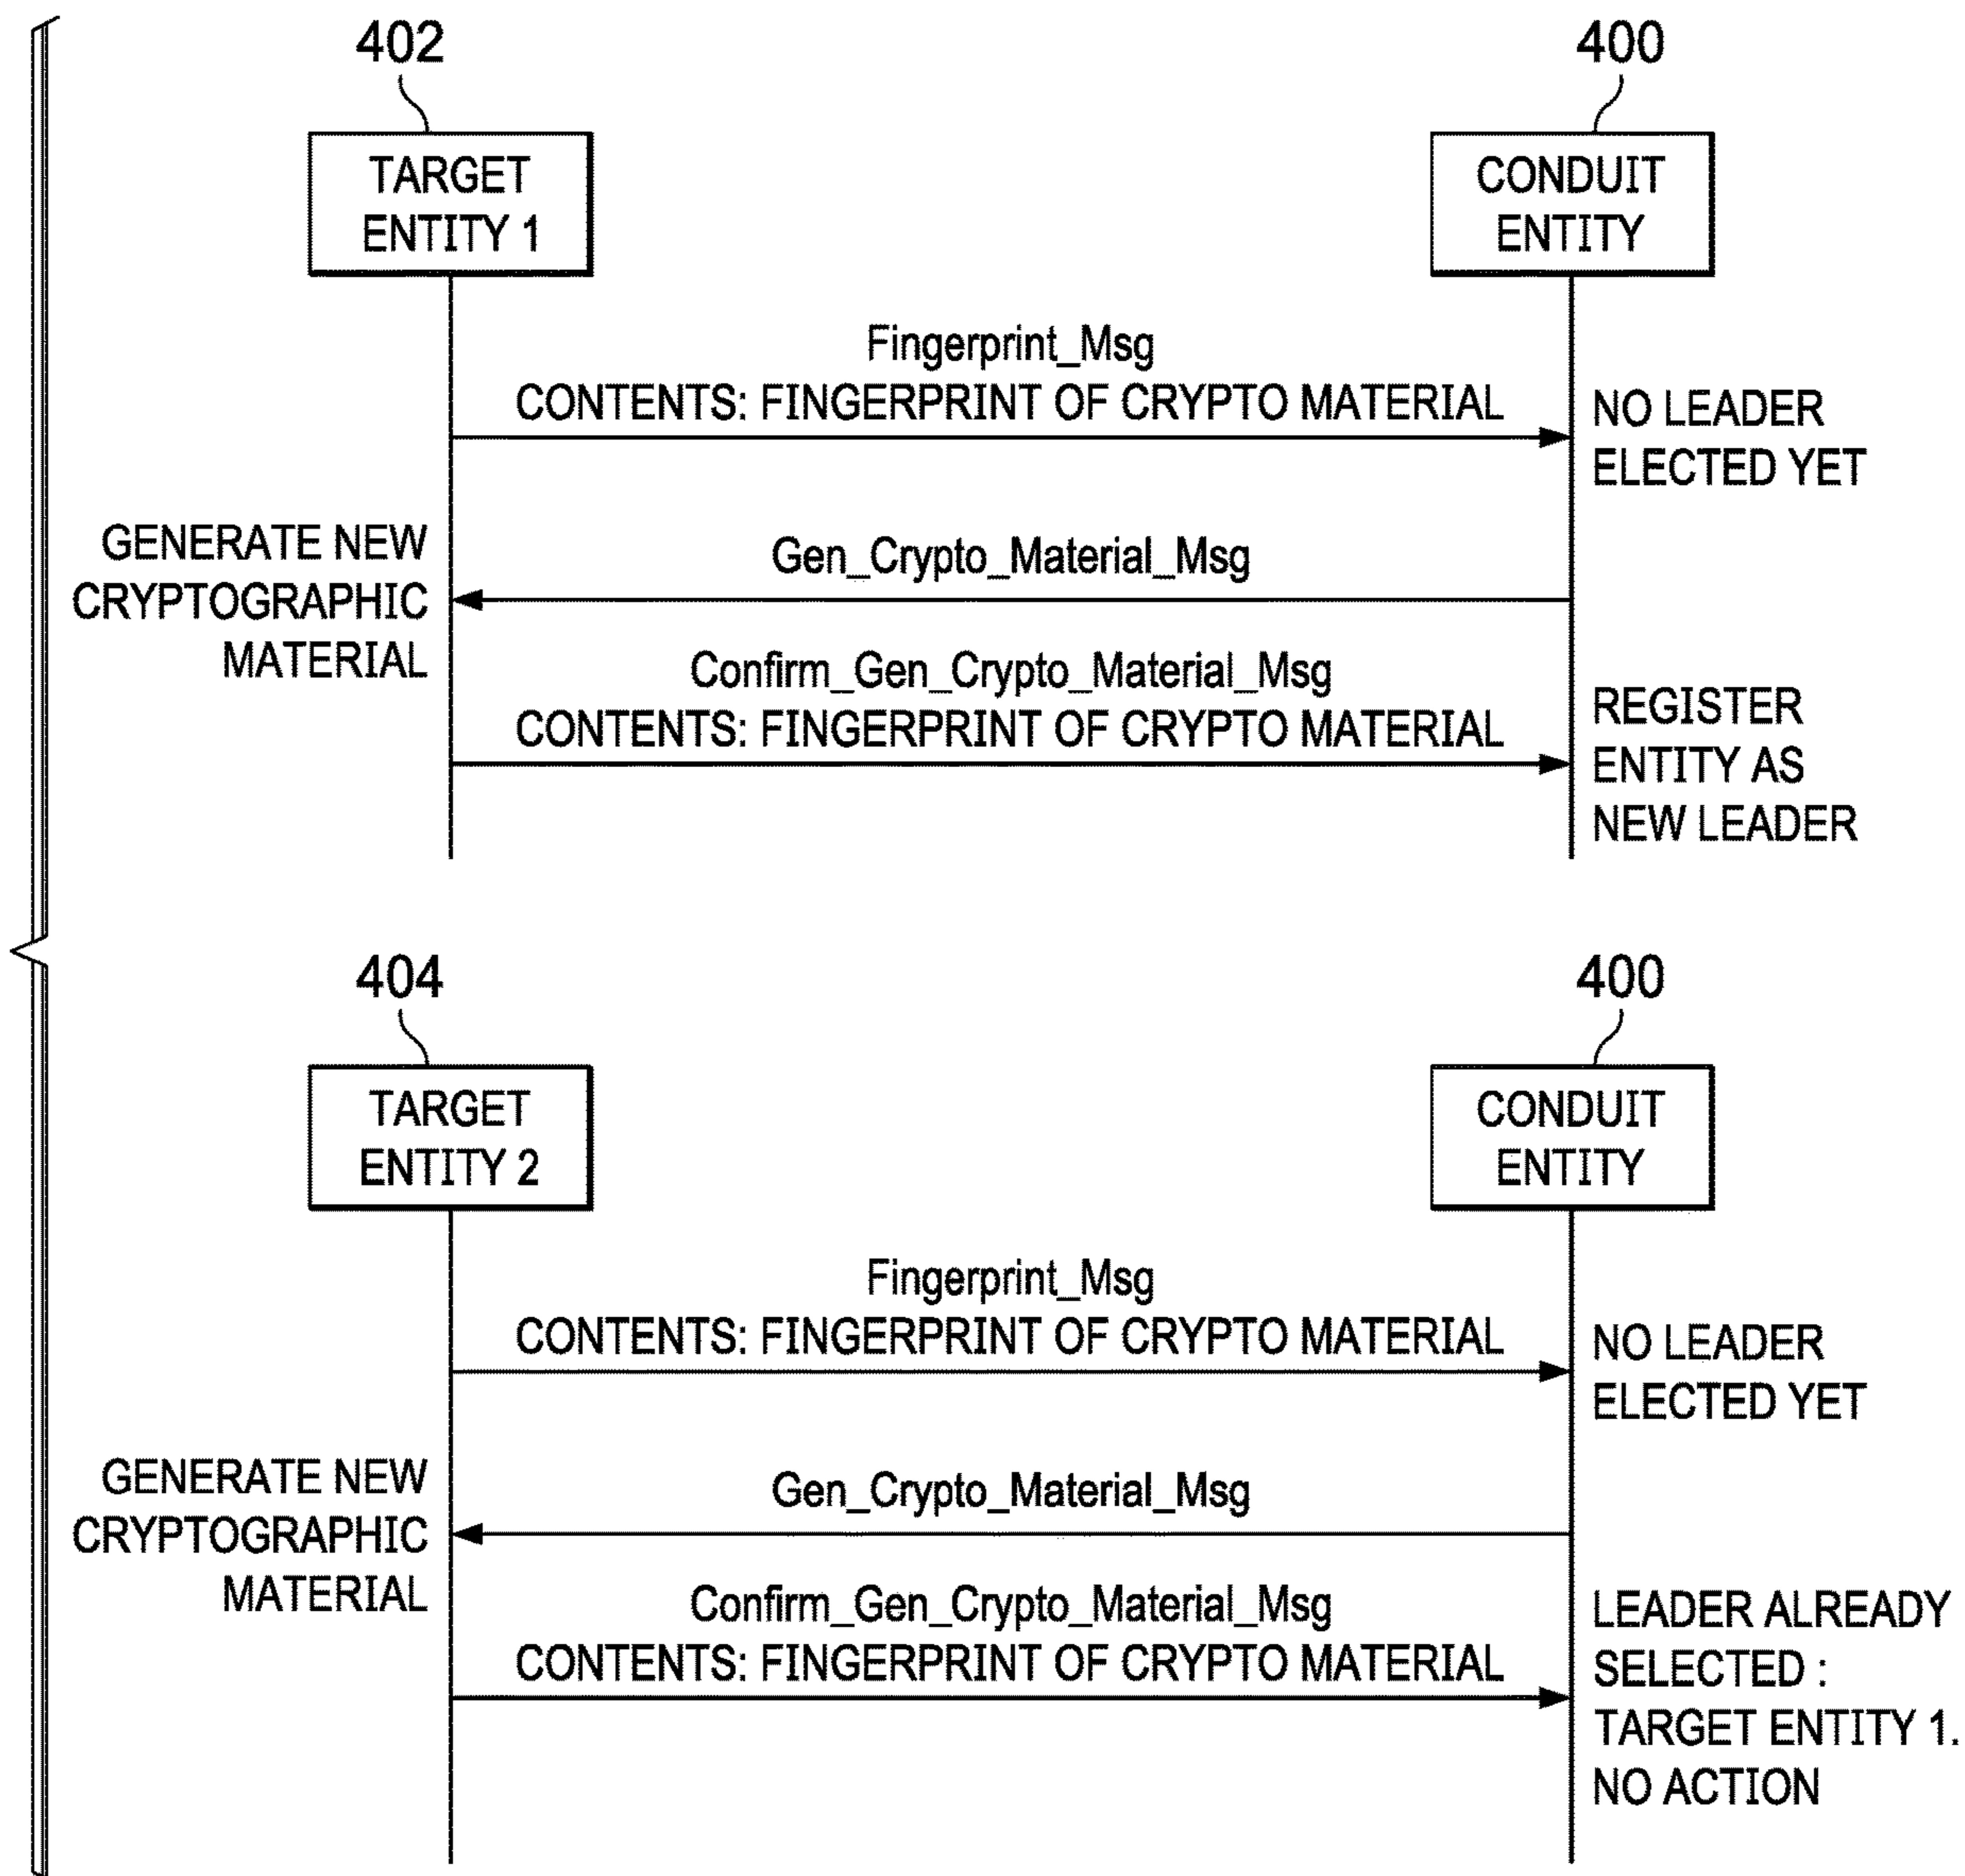 402
400
TARGET
ENTITY 1
CONDUIT
ENTITY
Fingerprint_Msg
CONTENTS: FINGERPRINT OF CRYPTO MATERIAL
NO LEADER
ELECTED YET
GENERATE NEW
CRYPTOGRAPHIC
MATERIAL
Gen_Crypto_Material_Msg
Confirm_Gen_Crypto_Material_Msg
CONTENTS: FINGERPRINT OF CRYPTO MATERIAL
REGISTER
ENTITY AS
NEW LEADER
404
400
TARGET
ENTITY 2
CONDUIT
ENTITY
Fingerprint_Msg
CONTENTS: FINGERPRINT OF CRYPTO MATERIAL
NO LEADER
ELECTED YET
GENERATE NEW
CRYPTOGRAPHIC
MATERIAL
Gen_Crypto_Material_Msg
Confirm_Gen_Crypto_Material_Msg
CONTENTS: FINGERPRINT OF CRYPTO MATERIAL
LEADER ALREADY
SELECTED :
TARGET ENTITY 1.
NO ACTION